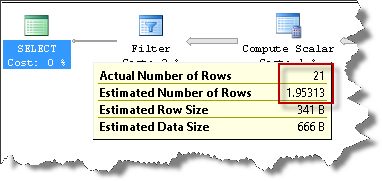 SELECT
Cost: 0 %
Filter
Compute Scalar
Actual Number of Rows 21
Estimated Number of Rows 1.95313
Estimated Row Size 341 B
Estimated Data Size 666 B